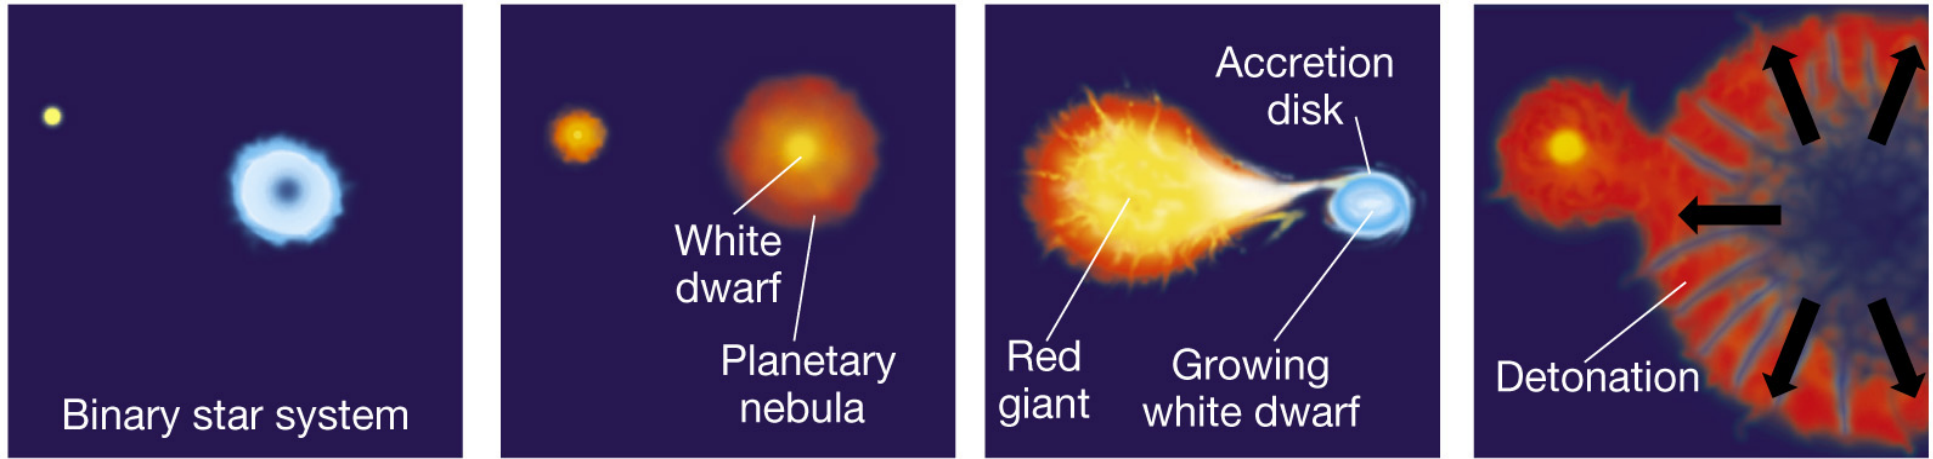 Binary star system
White
dwarf
Planetary
nebula
Accretion
disk
Red
giant
Growing
white dwarf
Detonation